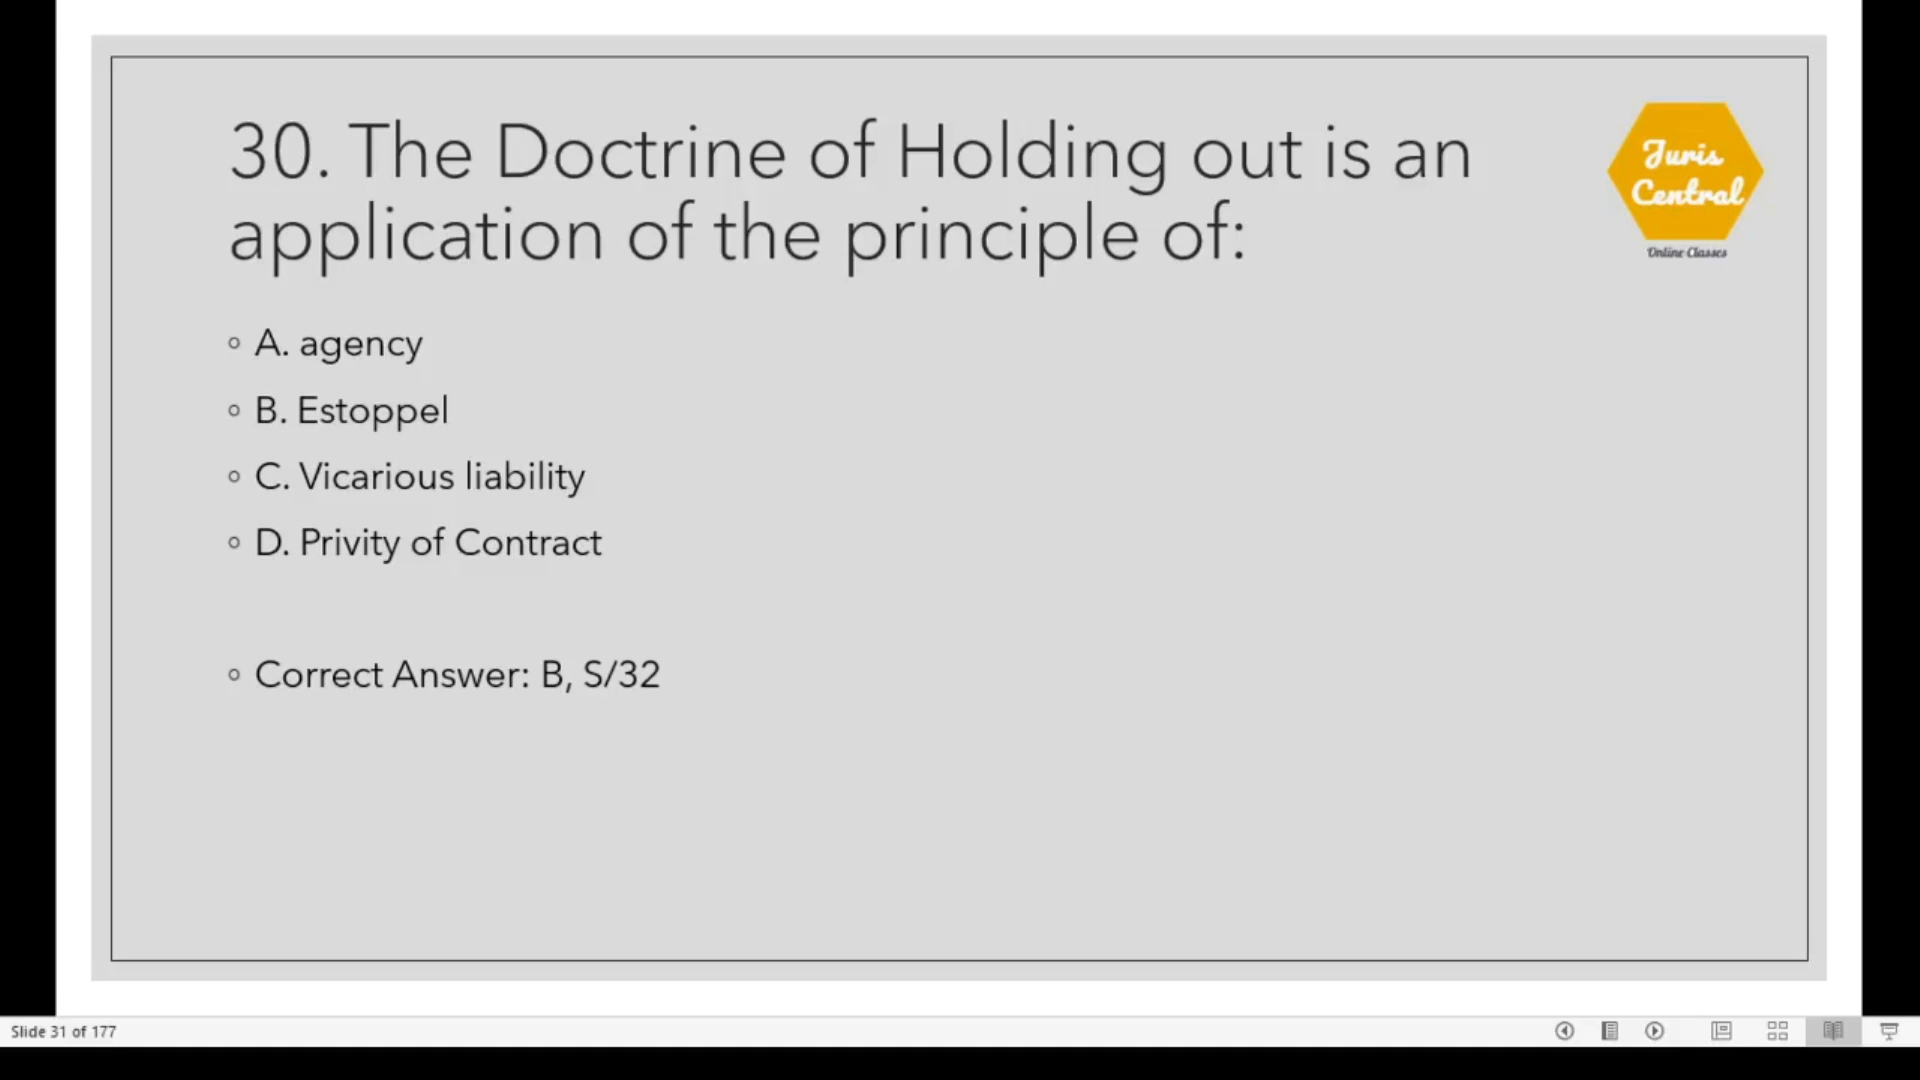 30. The Doctrine of Holding out is an
application of the principle of:
Juris
Central
Online Classes
A. agency
B. Estoppel
C. Vicarious liability
D. Privity of Contract
Correct Answer: B, S/32
Slide 31 of 177